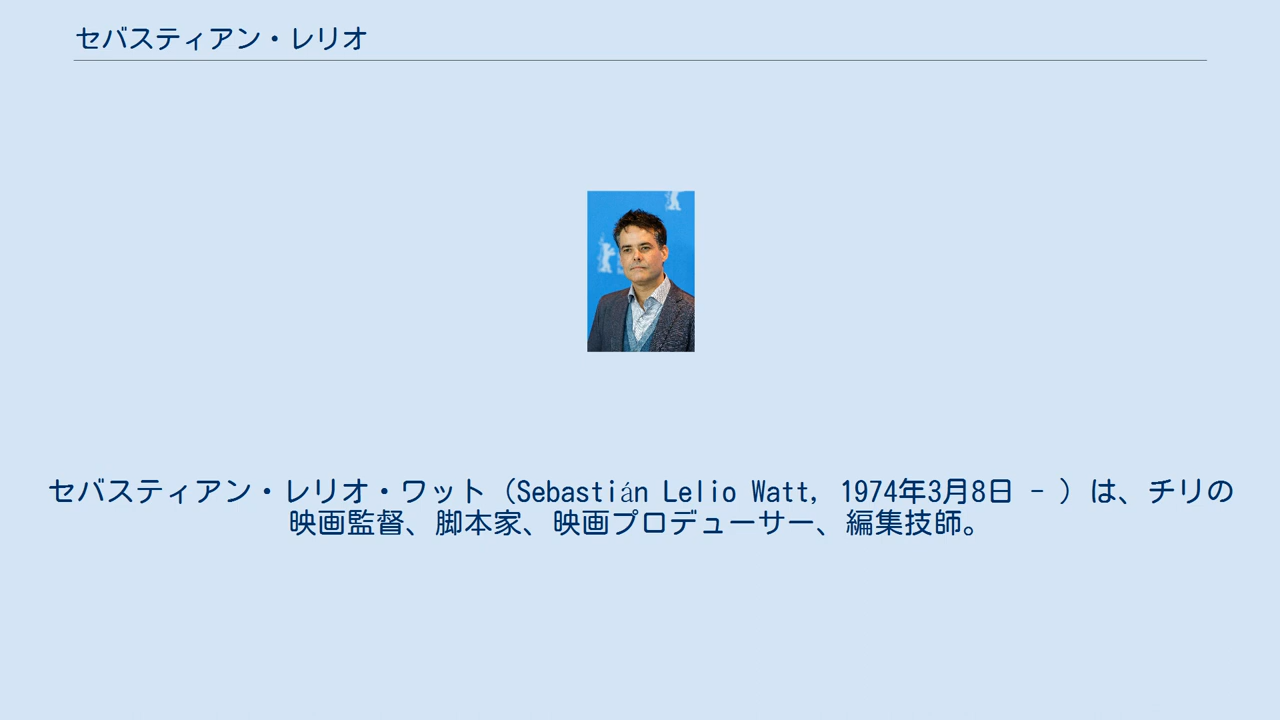 セバスティアン・レリオ
セバスティアン・レリオ・ワット（Sebastián Lelio Watt, 1974年3月8日 - ）は、チリの
映画監督、脚本家、映画プロデューサー、編集技師。